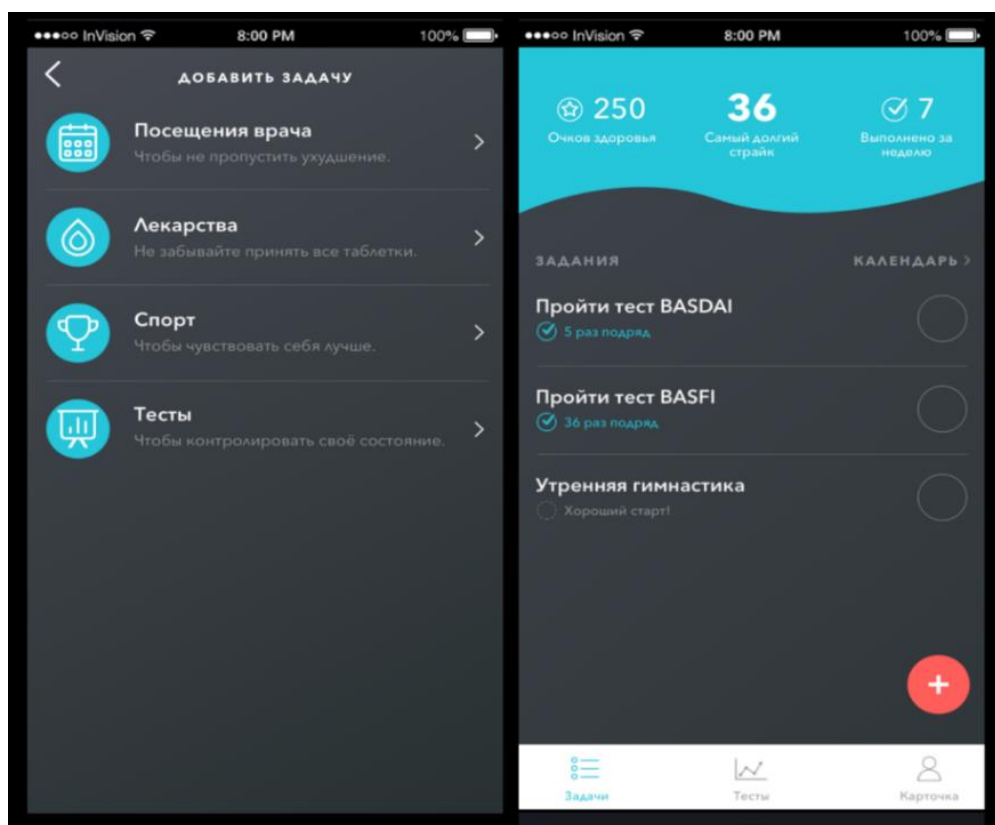 InVision 8:00 PM 100%
ДОБАВИТЬ ЗАДАЧУ
Посещения врача
Чтобы не пропустить ухудшение.
Лекарства
Не забывайте принять все таблетки.
Спорт
Чтобы чувствовать себя лучше.
Тесты
Чтобы контролировать своё состояние.
InVision 8:00 PM 100%
250 36 7
Очков здоровья Самый долгий Выполнено за
страйк неделю
ЗАДАНИЯ КАЛЕНДАРЬ >
Пройти тест BASDAI
5 раз подряд
Пройти тест BASFI
36 раз подряд
Утренняя гимнастика
Хороший старт!
+
Задачи Тесты Карточка